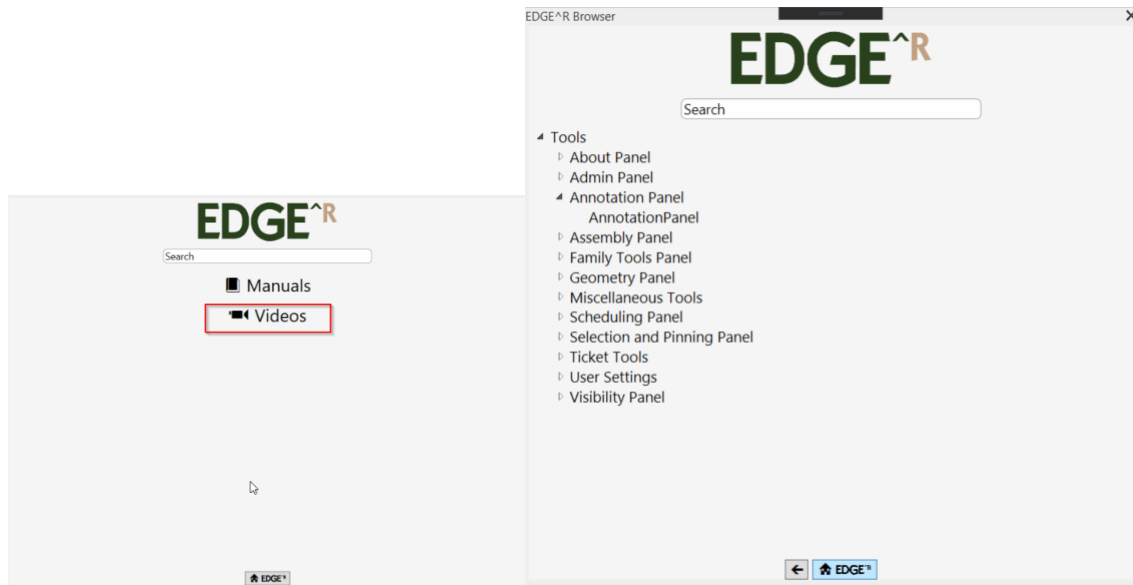 EDGE^R
Search
Manuals
Videos
EDGE^R
EDGE^R Browser
EDGE^R
Search
Tools
About Panel
Admin Panel
Annotation Panel
AnnotationPanel
Assembly Panel
Family Tools Panel
Geometry Panel
Miscellaneous Tools
Scheduling Panel
Selection and Pinning Panel
Ticket Tools
User Settings
Visibility Panel
EDGE^R